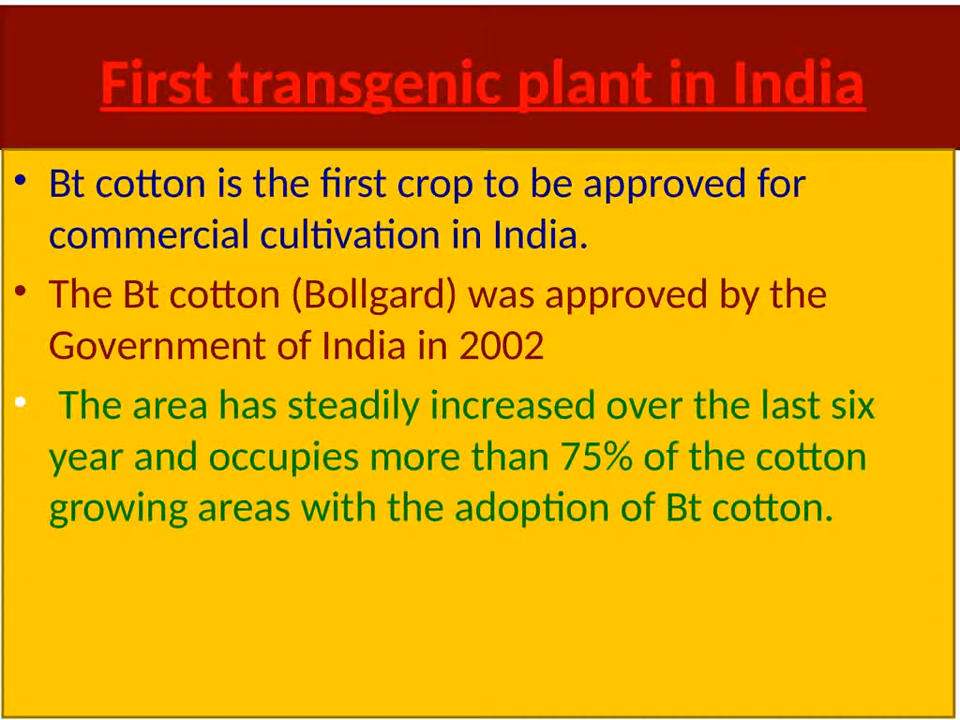 First transgenic plant in India
• Bt cotton is the first crop to be approved for
commercial cultivation in India.
• The Bt cotton (Bollgard) was approved by the
Government of India in 2002
• The area has steadily increased over the last six
year and occupies more than 75% of the cotton
growing areas with the adoption of Bt cotton.